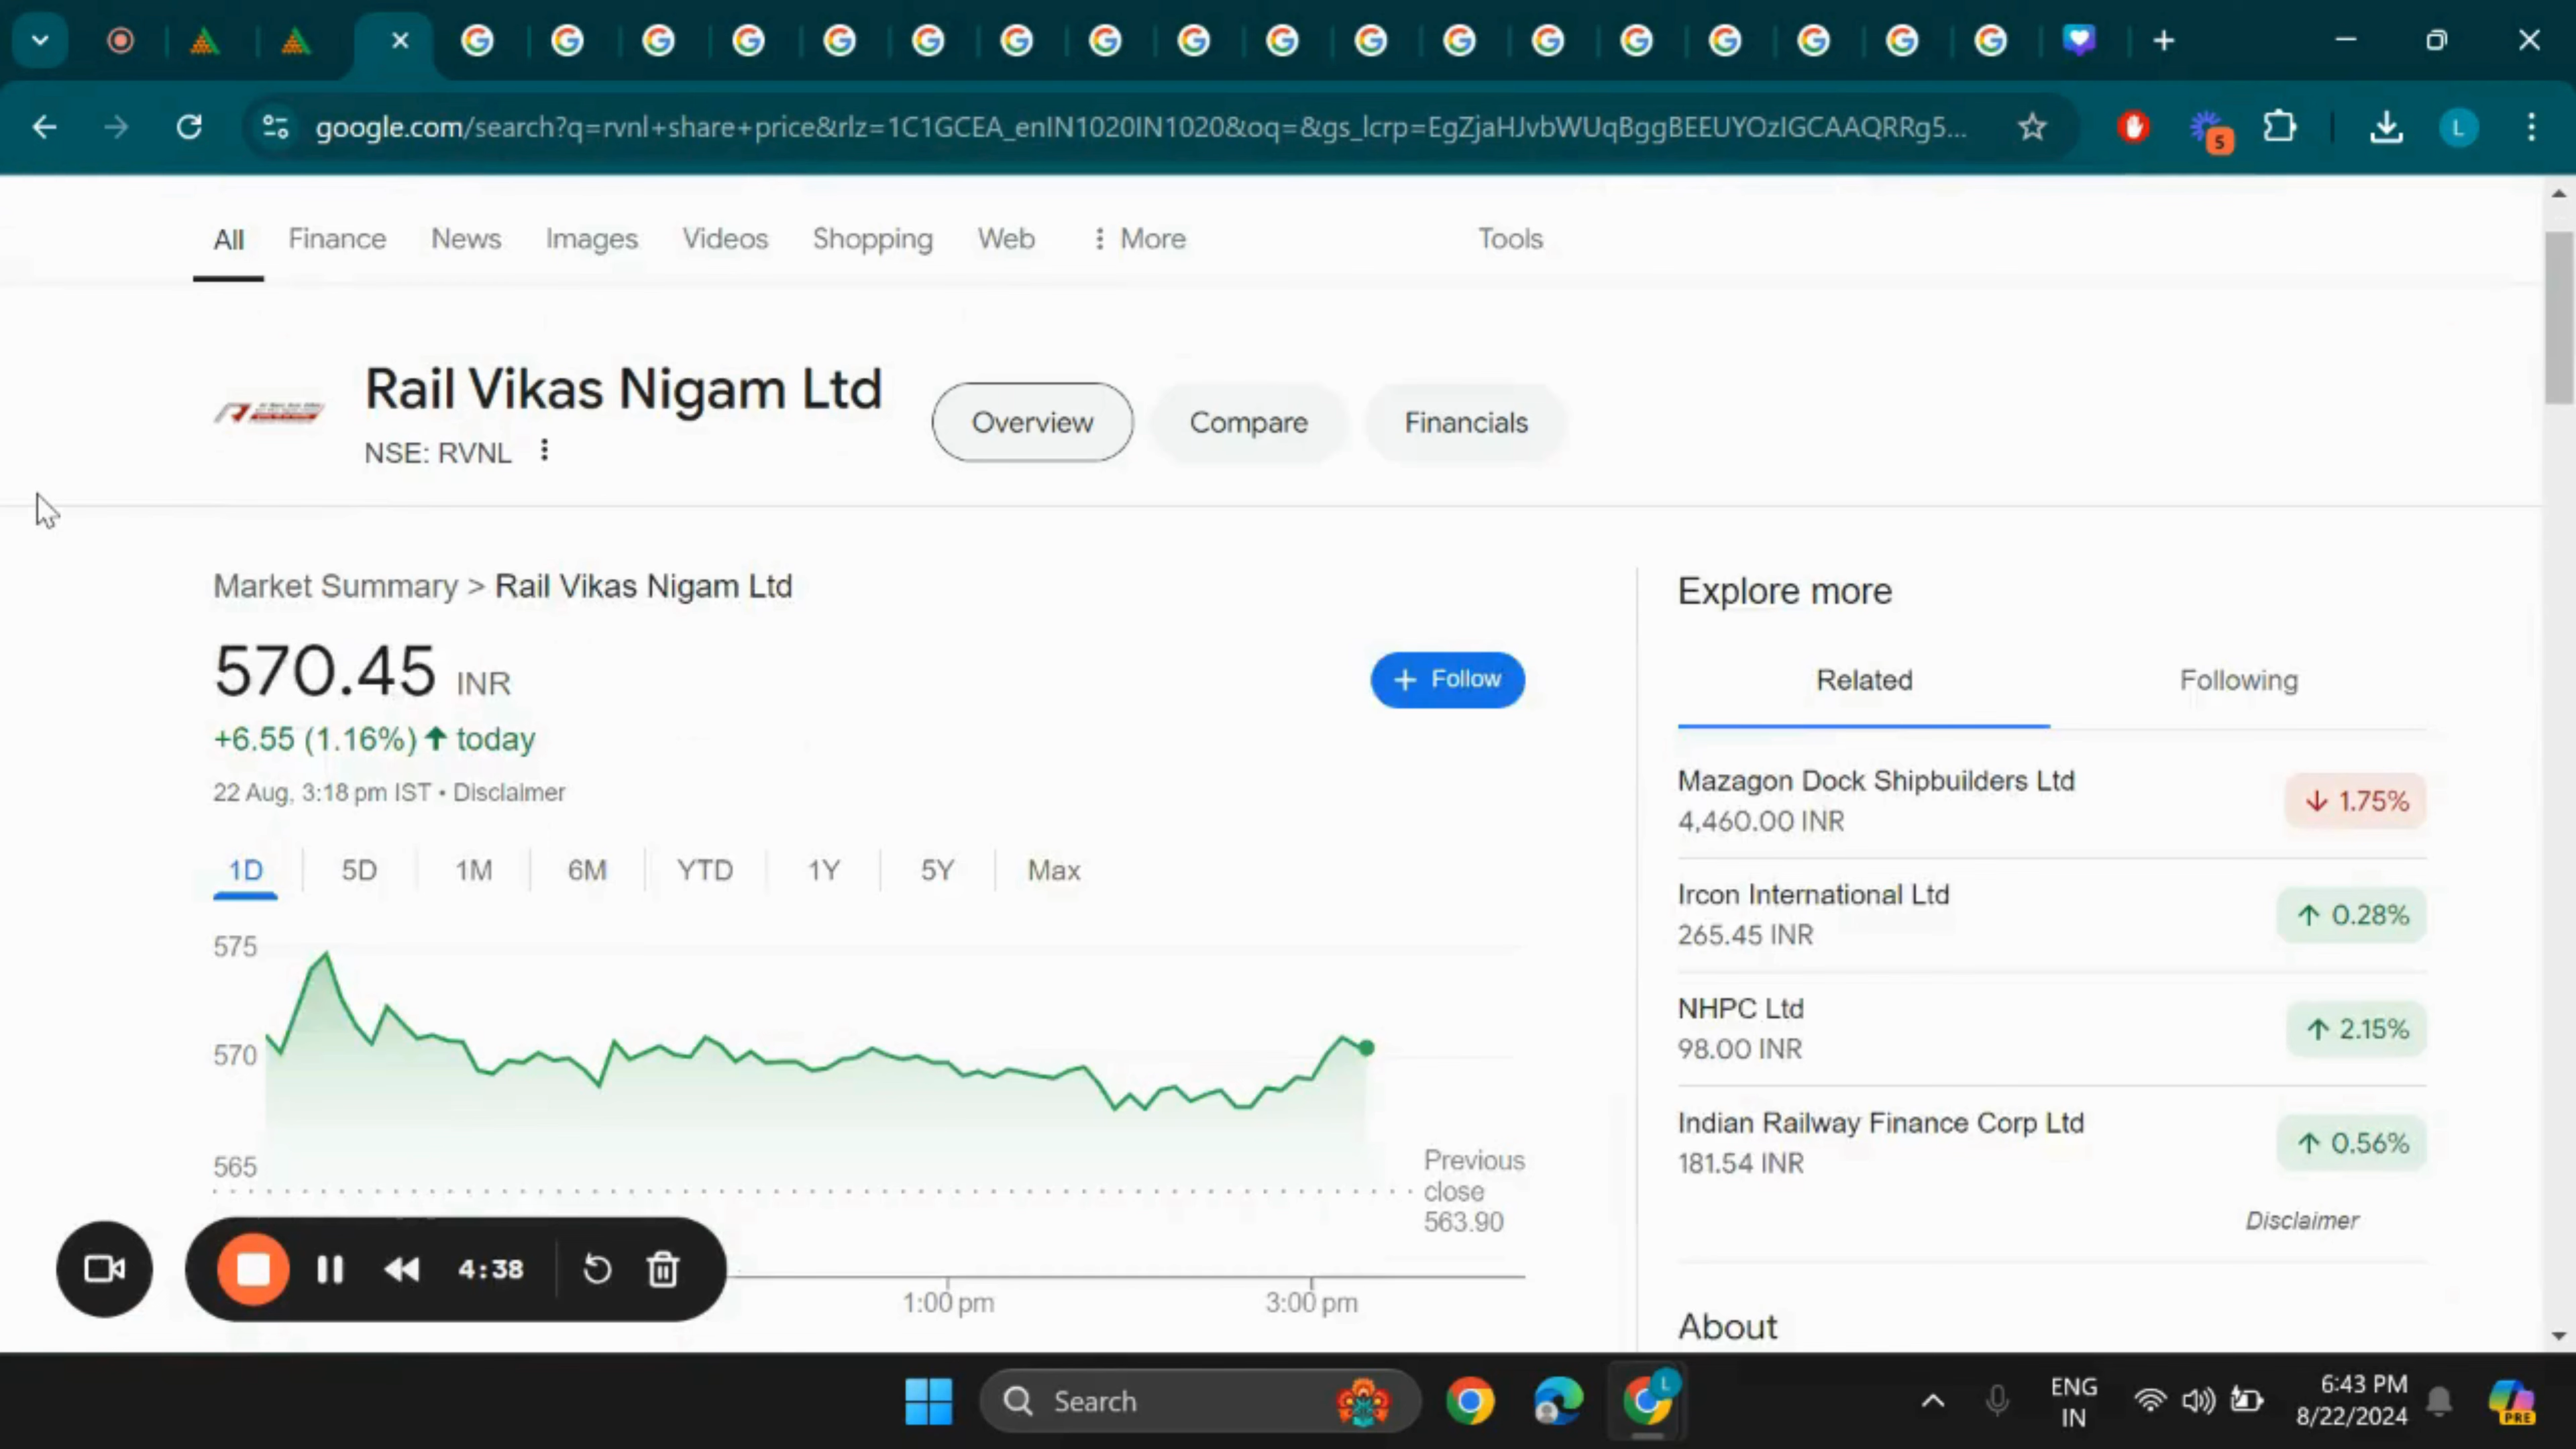 google.com/search?q=rvnl+share+price&rlz=1C1GCEA_enIN1020IN1020&oq=&gs_lcrp=EgZjaHJvbWUqBggBEEUYOzIGCAAQRRg5...
5
L
All Finance News Images Videos Shopping Web More Tools
Rail Vikas Nigam Ltd
NSE: RVNL
Overview Compare Financials
Market Summary > Rail Vikas Nigam Ltd
570.45 INR
+ Follow
+6.55 (1.16%) ↑ today
22 Aug, 3:18 pm IST • Disclaimer
1D 5D 1M 6M YTD 1Y 5Y Max
575
570
565
Previous
close
563.90
1:00 pm 3:00 pm
Explore more
Related Following
Mazagon Dock Shipbuilders Ltd
4,460.00 INR
↓ 1.75%
Ircon International Ltd
265.45 INR
↑ 0.28%
NHPC Ltd
98.00 INR
↑ 2.15%
Indian Railway Finance Corp Ltd
181.54 INR
↑ 0.56%
Disclaimer
About
4:38
Search
L
ENG
IN
6:43 PM
8/22/2024
PRE